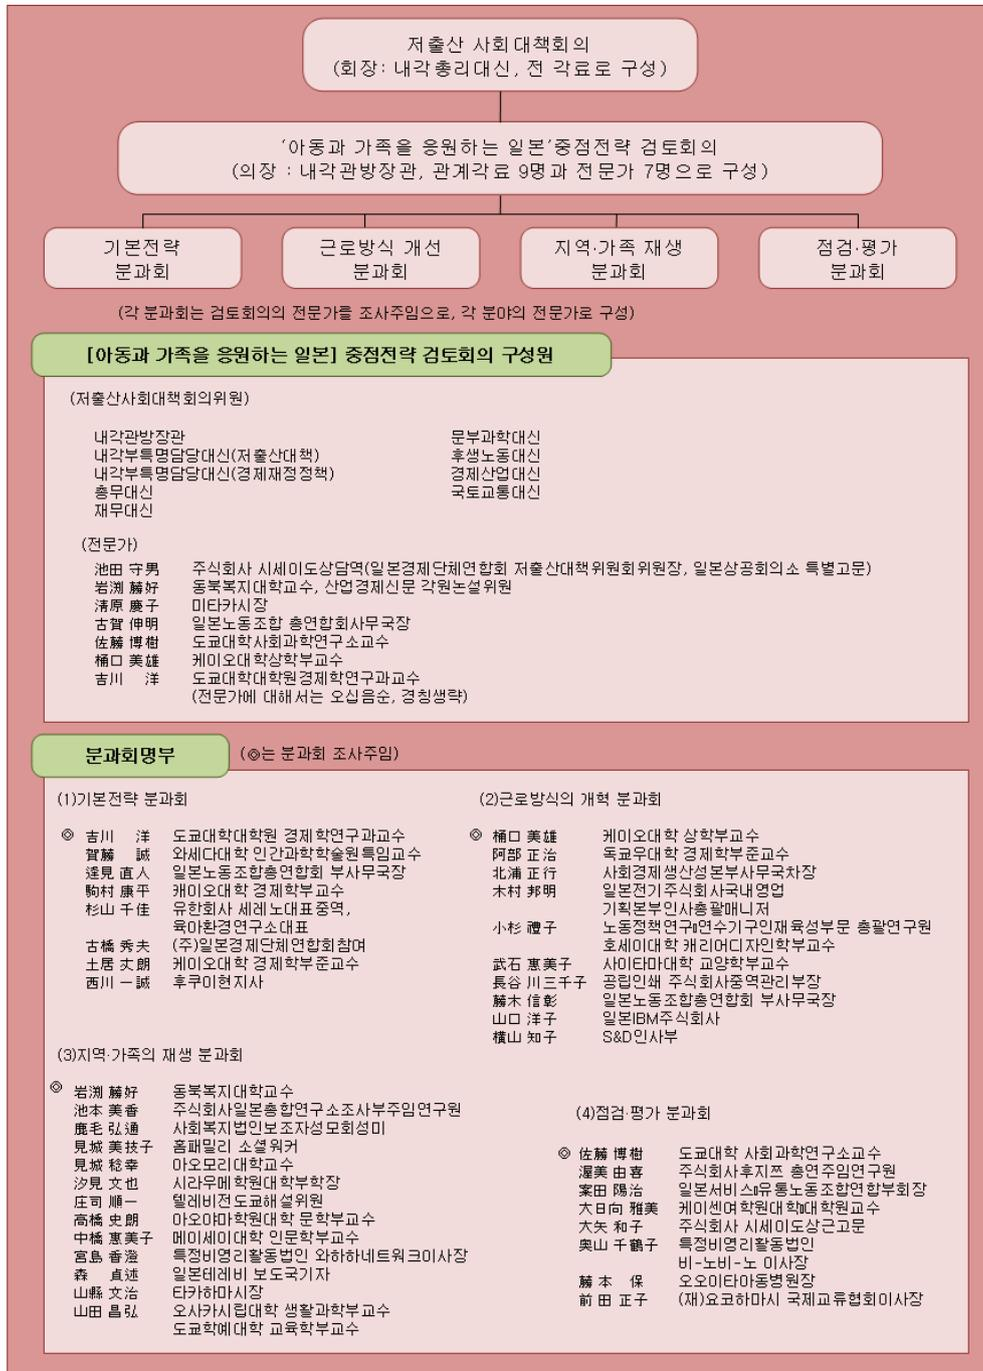 저출산 사회대책회의
(회장: 내각총리대신, 전 각료로 구성)
'아동과 가족을 응원하는 일본'중점전략 검토회의
(의장 : 내각관방장관, 관계각료 9명과 전문가 7명으로 구성)
기본전략
분과회
근로방식 개선
분과회
지역·가족 재생
분과회
점검·평가
분과회
(각 분과회는 검토회의의 전문가를 조사주임으로, 각 분야의 전문가로 구성)
[아동과 가족을 응원하는 일본] 중점전략 검토회의 구성원
(저출산사회대책회의위원)
내각관방장관
내각부특명담당대신(저출산대책)
내각부특명담당대신(경제재정정책)
총무대신
재무대신
문부과학대신
후생노동대신
경제산업대신
국토교통대신
(전문가)
池田 守男 주식회사 시세이도상담역(일본경제단체연합회 저출산대책위원회위원장, 일본상공회의소 특별고문)
岩渕 藤好 동북복지대학교수, 산업경제신문 각원논설위원
清原 慶子 미타카시장
古賀 伸明 일본노동조합 총연합회사무국장
佐藤 博樹 도쿄대학사회과학연구소교수
桶口 美雄 케이오대학상학부교수
吉川 洋 도쿄대학대학원경제학연구과교수
(전문가에 대해서는 오십음순, 경칭생략)
분과회명부 (◎는 분과회 조사주임)
(1)기본전략 분과회
◎ 吉川 洋 도쿄대학대학원 경제학연구과교수
賀藤 誠 와세다대학 인간과학학술원특임교수
達見 直人 일본노동조합총연합회 부사무국장
駒村 康平 캐이오대학 경제학부교수
杉山 千佳 유한회사 세레노대표중역,
육아환경연구소대표
古橋 秀夫 (주)일본경제단체연합회참여
土居 丈朗 케이오대학 경제학부준교수
西川 一誠 후쿠이현지사
(2)근로방식의 개혁 분과회
◎ 桶口 美雄 케이오대학 상학부교수
阿部 正治 독쿄우대학 경제학부준교수
北浦 正行 사회경제생산성본부사무국차장
木村 邦明 일본전기주식회사국내영업
기획본부인사총괄매니저
小杉 禮子 노동정책연구·연수기구인재육성부문 총괄연구원
호세이대학 캐리어디자인학부교수
武石 恵美子 사이타마대학 교양학부교수
長谷 川三千子 공립인쇄 주식회사중역관리부장
藤木 信彰 일본노동조합총연합회 부사무국장
山口 洋子 일본IBM주식회사
横山 知子 S&D인사부
(3)지역·가족의 재생 분과회
◎ 岩渕 藤好 동북복지대학교수
池本 美香 주식회사일본총합연구소조사부주임연구원
鹿毛 弘通 사회복지법인보조자성모회성미
見城 美技子 홈패밀리 소셜워커
見城 稔幸 아오모리대학교수
汐見 文也 시라우메학원대학부학장
庄司 順一 텔레비전도쿄해설위원
高橋 史朗 아오야마학원대학 문학부교수
中橋 恵美子 메이세이대학 인문학부교수
宮島 香澄 특정비영리활동법인 와하하네트워크이사장
森 貞述 일본테레비 보도국기자
山縣 文治 타카하마시장
山田 昌弘 오사카시립대학 생활과학부교수
도쿄학예대학 교육학부교수
(4)점검·평가 분과회
◎ 佐藤 博樹 도쿄대학 사회과학연구소교수
渥美 由喜 주식회사후지쯔 총연주임연구원
案田 陽治 일본서비스·유통노동조합연합부회장
大日向 雅美 케이센여학원대학·대학원교수
大矢 和子 주식회사 시세이도상근고문
奥山 千鶴子 특정비영리활동법인
비-노비-노 이사장
藤本 保 오오이타아동병원장
前田 正子 (재)요코하마시 국제교류협회이사장